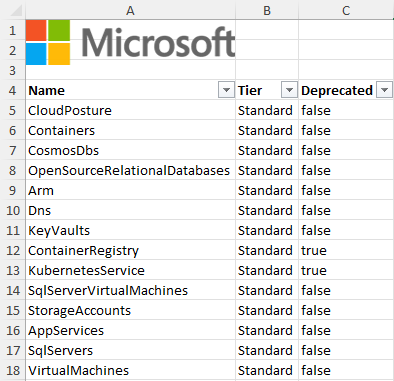 A B C
1 Microsoft
2
3
4 Name Tier Deprecated
5 CloudPosture Standard false
6 Containers Standard false
7 CosmosDbs Standard false
8 OpenSourceRelationalDatabases Standard false
9 Arm Standard false
10 Dns Standard false
11 KeyVaults Standard false
12 ContainerRegistry Standard true
13 KubernetesService Standard true
14 SqlServerVirtualMachines Standard false
15 StorageAccounts Standard false
16 AppServices Standard false
17 SqlServers Standard false
18 VirtualMachines Standard false